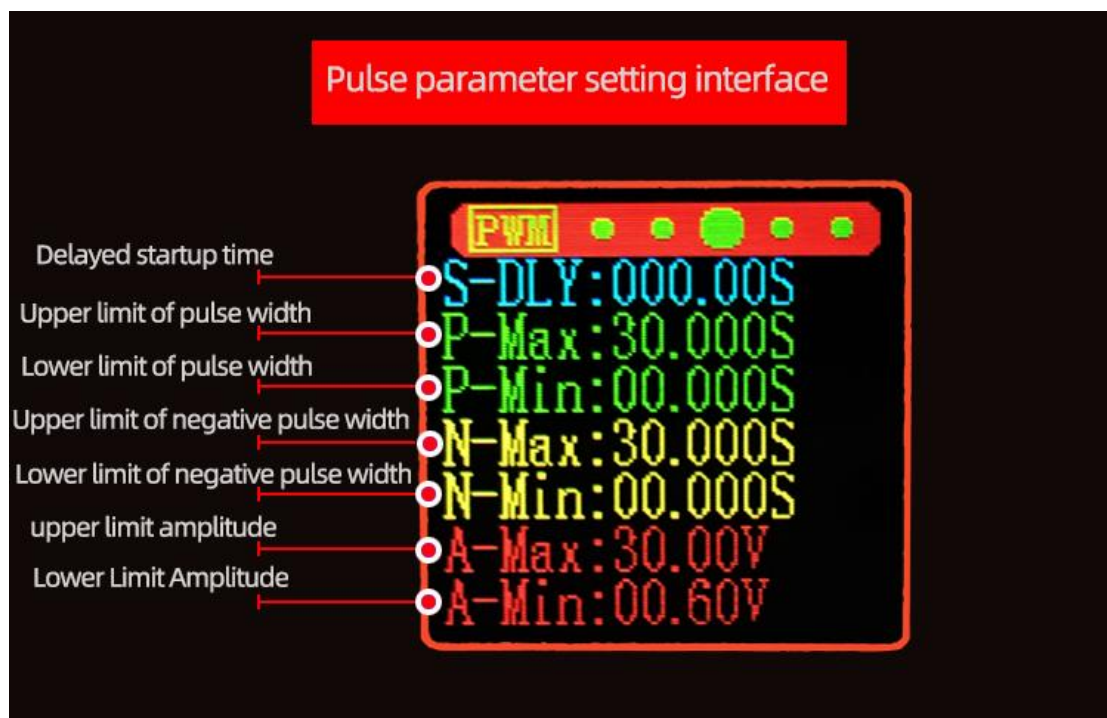 Pulse parameter setting interface
PWM
Delayed startup time
S-DLY:000.00S
Upper limit of pulse width
P-Max:30.000S
Lower limit of pulse width
P-Min:00.000S
Upper limit of negative pulse width
N-Max:30.000S
Lower limit of negative pulse width
N-Min:00.000S
upper limit amplitude
A-Max:30.00V
Lower Limit Amplitude
A-Min:00.60V